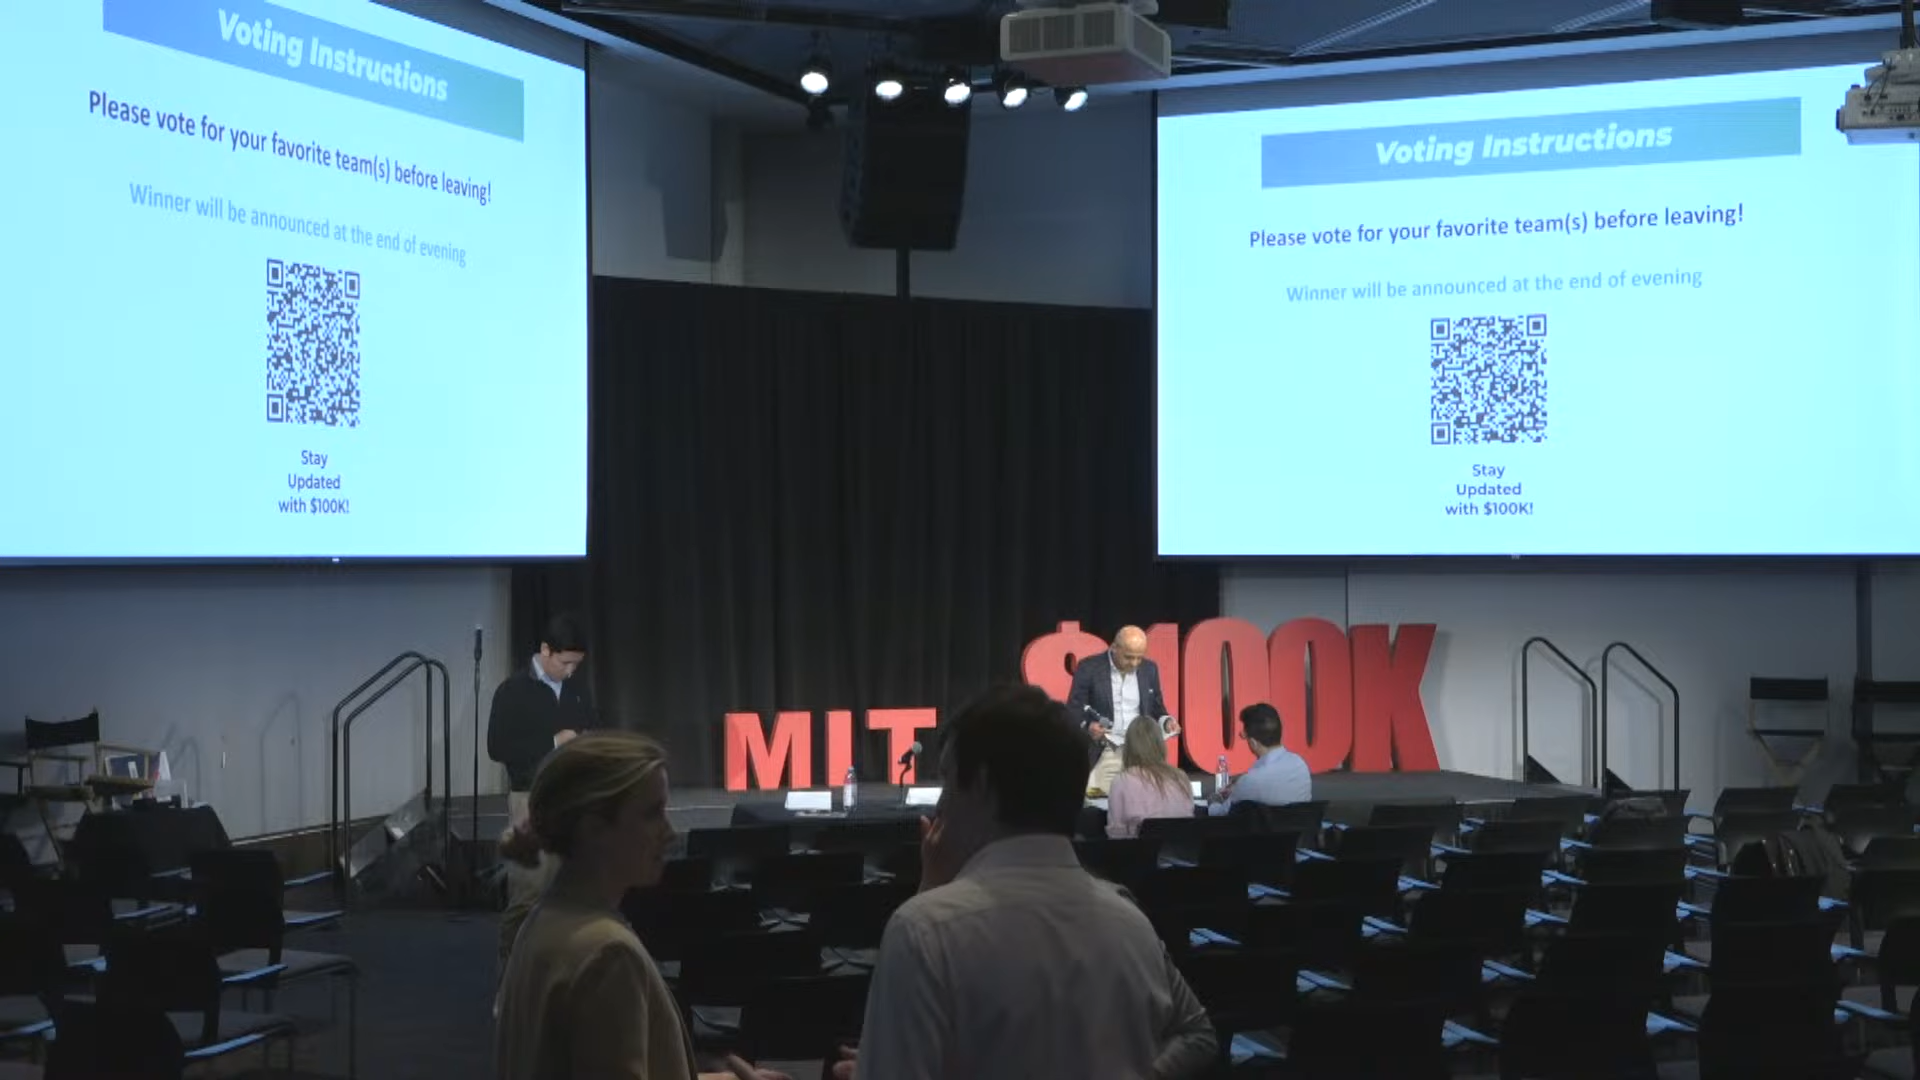 Voting Instructions
Please vote for your favorite team(s) before leaving!
Winner will be announced at the end of evening
Stay
Updated
with $100K!
Voting Instructions
Please vote for your favorite team(s) before leaving!
Winner will be announced at the end of evening
Stay
Updated
with $100K!
MIT
$100K